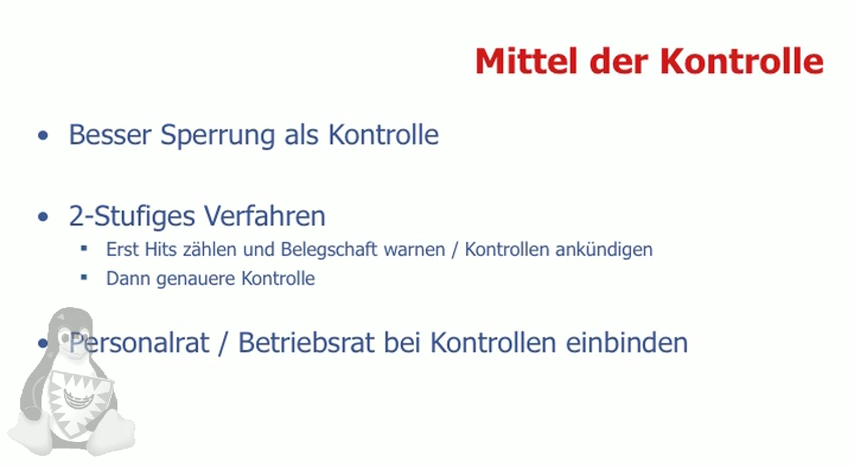 Mittel der Kontrolle
Besser Sperrung als Kontrolle
2-Stufiges Verfahren
Erst Hits zählen und Belegschaft warnen / Kontrollen ankündigen
Dann genauere Kontrolle
Personalrat / Betriebsrat bei Kontrollen einbinden